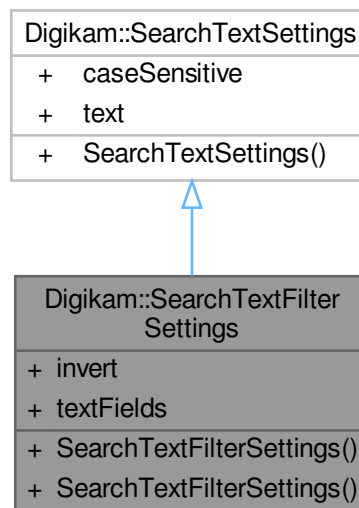 Digikam::SearchTextSettings
+ caseSensitive
+ text
+ SearchTextSettings()
Digikam::SearchTextFilter
Settings
+ invert
+ textFields
+ SearchTextFilterSettings()
+ SearchTextFilterSettings()